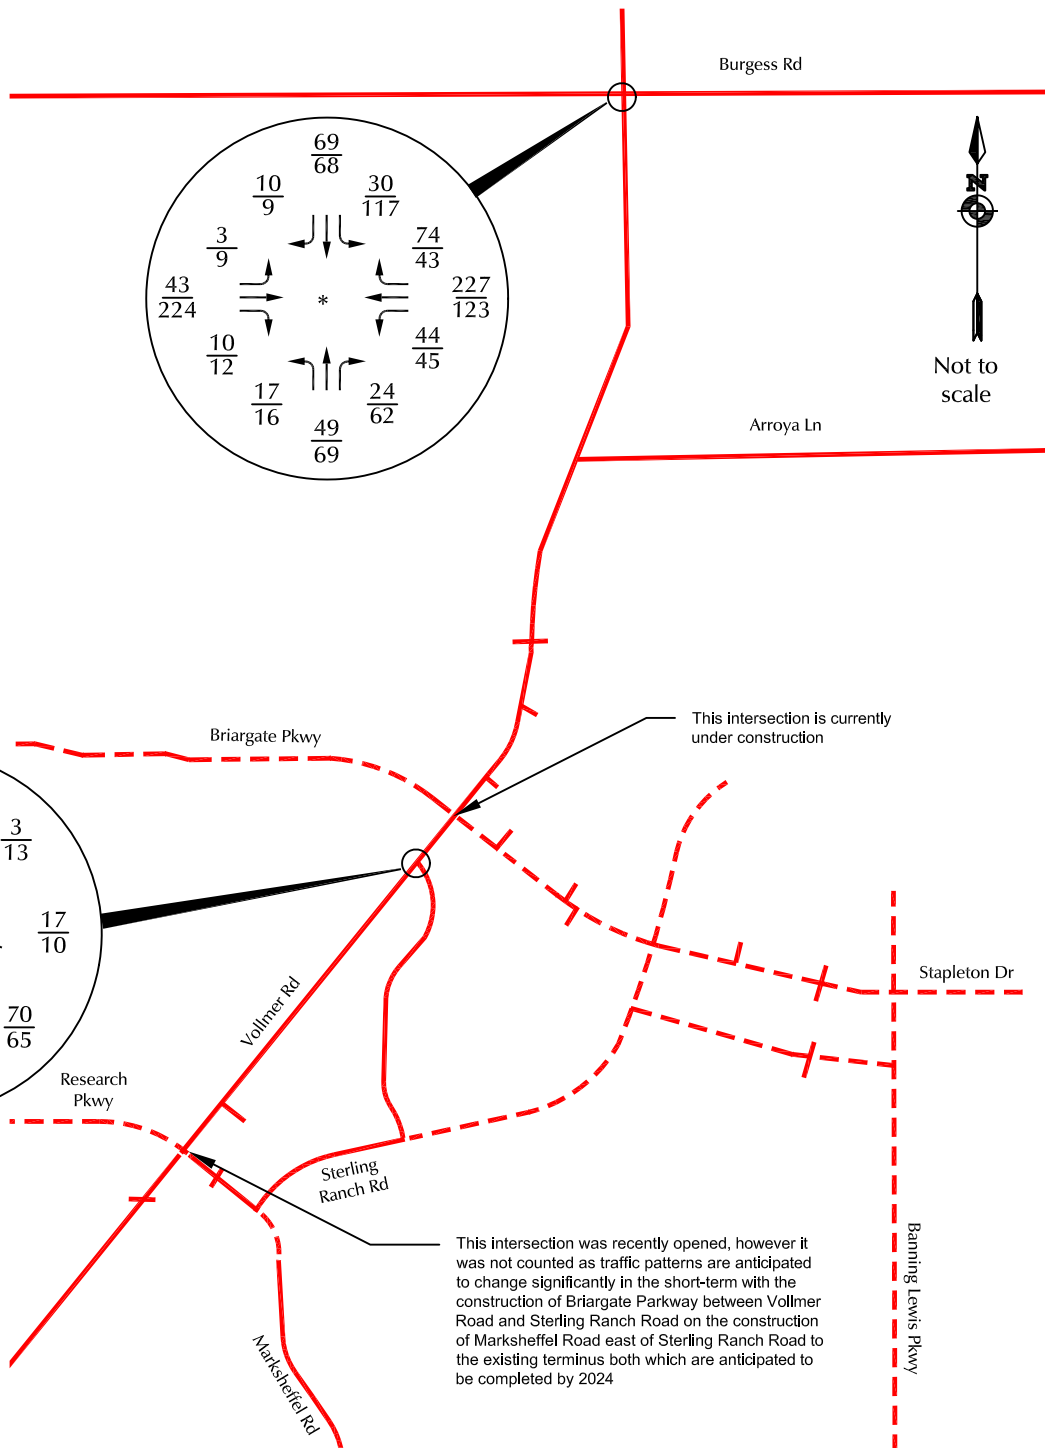 Burgess Rd
69
68
10
9
30
117
3
9
74
43
43
224
*
227
123
10
12
44
45
17
16
24
62
49
69
N
Not to
scale
Arroya Ln
This intersection is currently
under construction
Briargate Pkwy
3
13
17
10
70
65
Stapleton Dr
Vollmer Rd
Research
Pkwy
Sterling
Ranch Rd
This intersection was recently opened, however it
was not counted as traffic patterns are anticipated
to change significantly in the short-term with the
construction of Briargate Parkway between Vollmer
Road and Sterling Ranch Road on the construction
of Marksheffel Road east of Sterling Ranch Road to
the existing terminus both which are anticipated to
be completed by 2024
Banning Lewis Pkwy
Marksheffel Rd